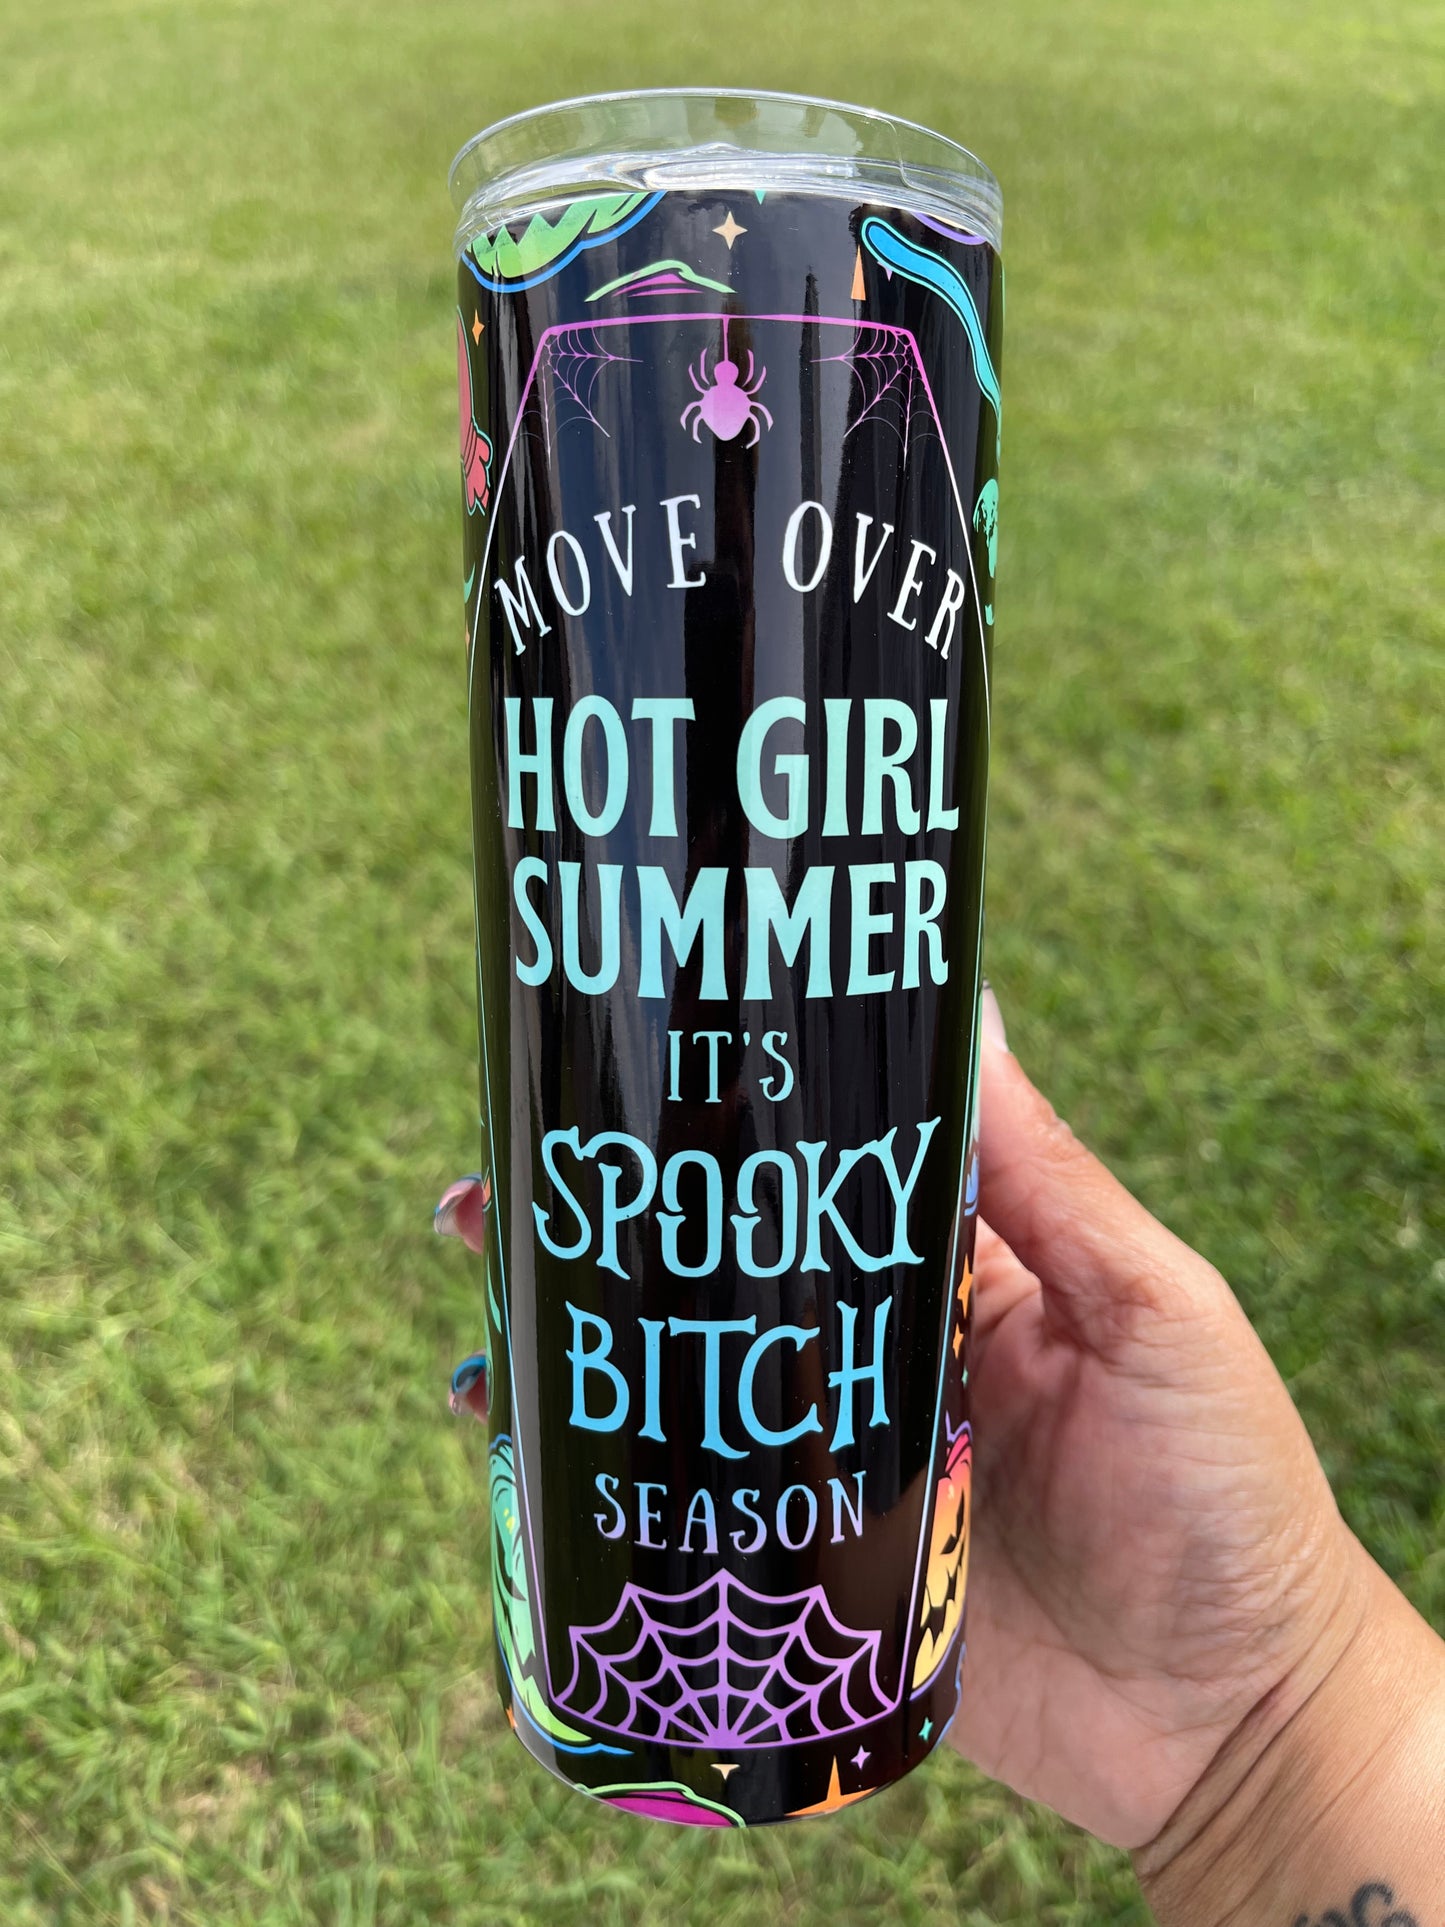 MOVE OVER
HOT GIRL
SUMMER
IT'S
SPOOKY
BITCH
SEASON